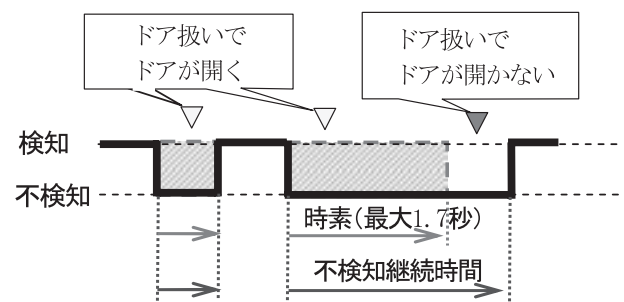 ドア扱いで
ドアが開く
ドア扱いで
ドアが開かない
検知
不検知
時素(最大1.7秒)
不検知継続時間